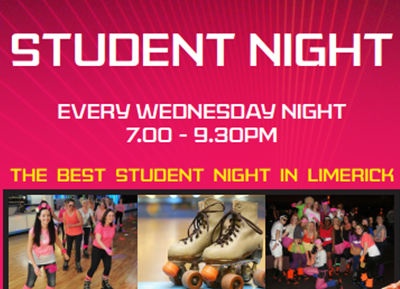 STUDENT NIGHT
EVERY WEDNESDAY NIGHT
7.00 - 9.30PM
THE BEST STUDENT NIGHT IN LIMERICK